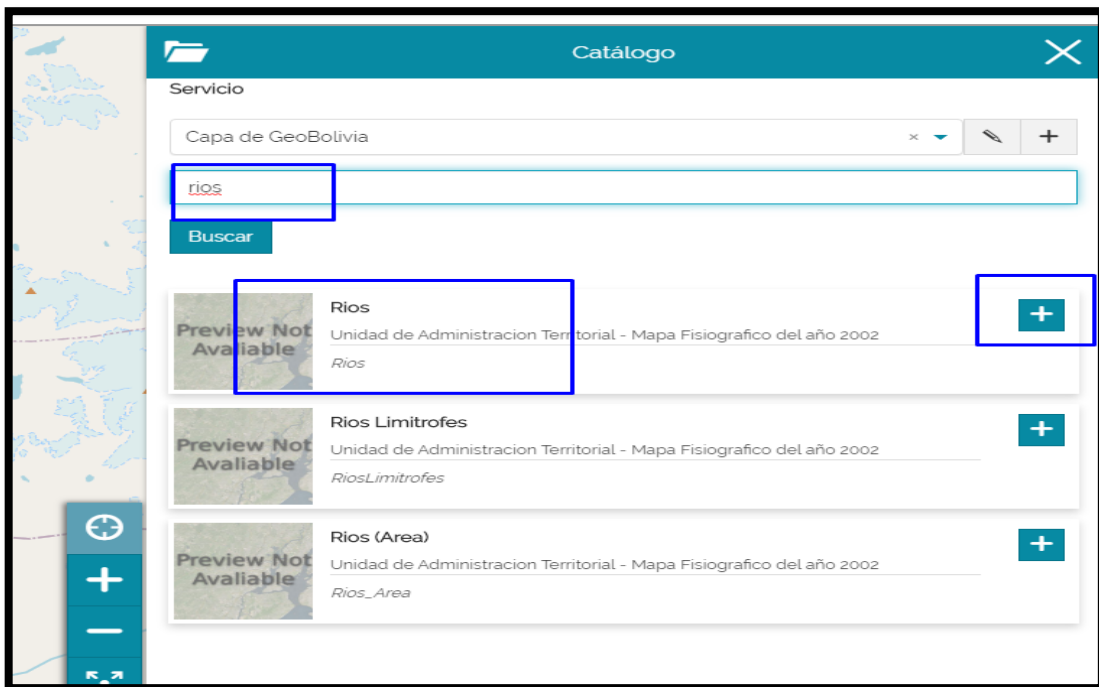 Catálogo
Servicio
Capa de GeoBolivia
rios
Buscar
Preview Not
Avaliable
Rios
Unidad de Administracion Territorial - Mapa Fisiografico del año 2002
Rios
Preview Not
Avaliable
Rios Limitrofes
Unidad de Administracion Territorial - Mapa Fisiografico del año 2002
RiosLimitrofes
Preview Not
Avaliable
Rios (Area)
Unidad de Administracion Territorial - Mapa Fisiografico del año 2002
Rios_Area